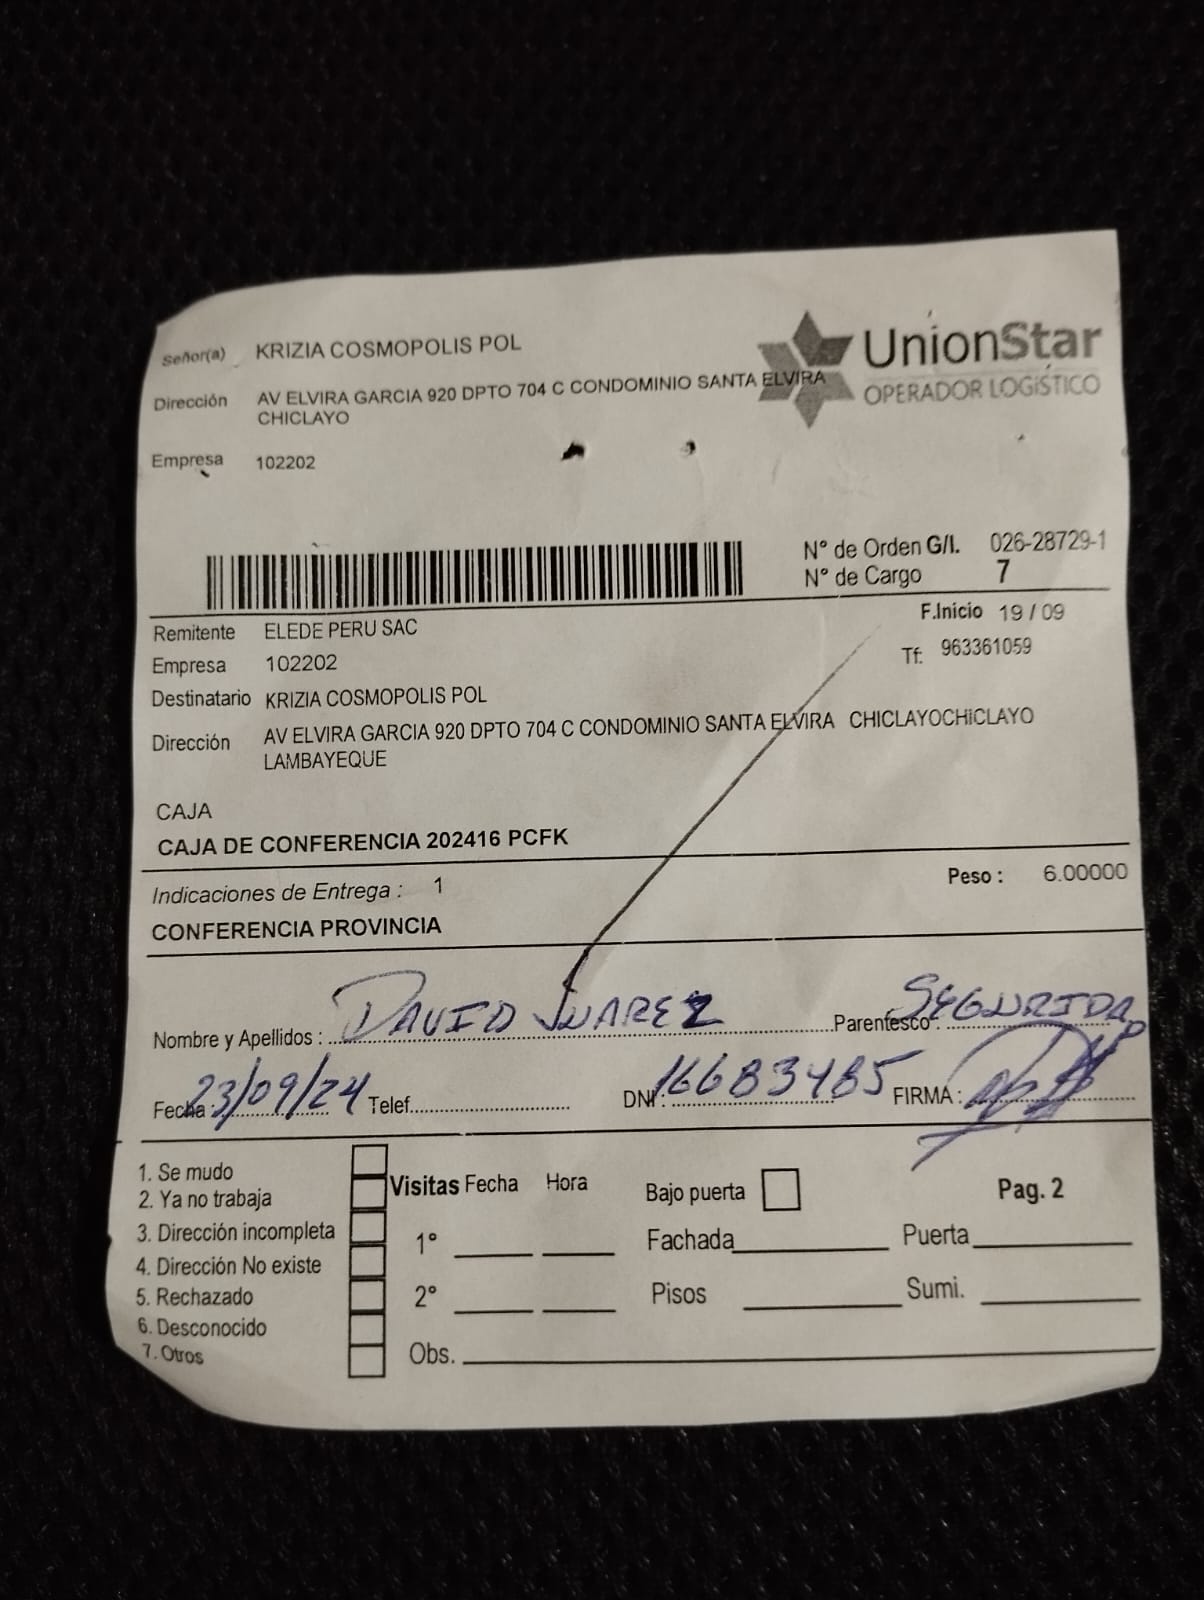 Señor(a) KRIZIA COSMOPOLIS POL
UnionStar
OPERADOR LOGÍSTICO
Dirección AV ELVIRA GARCIA 920 DPTO 704 C CONDOMINIO SANTA ELVIRA
CHICLAYO
Empresa 102202
N° de Orden G/I. 026-28729-1
N° de Cargo 7
Remitente ELEDE PERU SAC
F.Inicio 19 / 09
Empresa 102202
Tf: 963361059
Destinatario KRIZIA COSMOPOLIS POL
Dirección AV ELVIRA GARCIA 920 DPTO 704 C CONDOMINIO SANTA ELVIRA CHICLAYOCHICLAYO
LAMBAYEQUE
CAJA
CAJA DE CONFERENCIA 202416 PCFK
Indicaciones de Entrega : 1
Peso : 6.00000
CONFERENCIA PROVINCIA
Nombre y Apellidos : DAVID JUAREZ Parentesco : SEGURIDAD
Fecha 23/09/24 Telef. DNI : 16683485 FIRMA :
1. Se mudo
2. Ya no trabaja
3. Dirección incompleta
4. Dirección No existe
5. Rechazado
6. Desconocido
7. Otros
Visitas Fecha Hora
1°
2°
Obs.
Bajo puerta
Pag. 2
Fachada Puerta
Pisos Sumi.